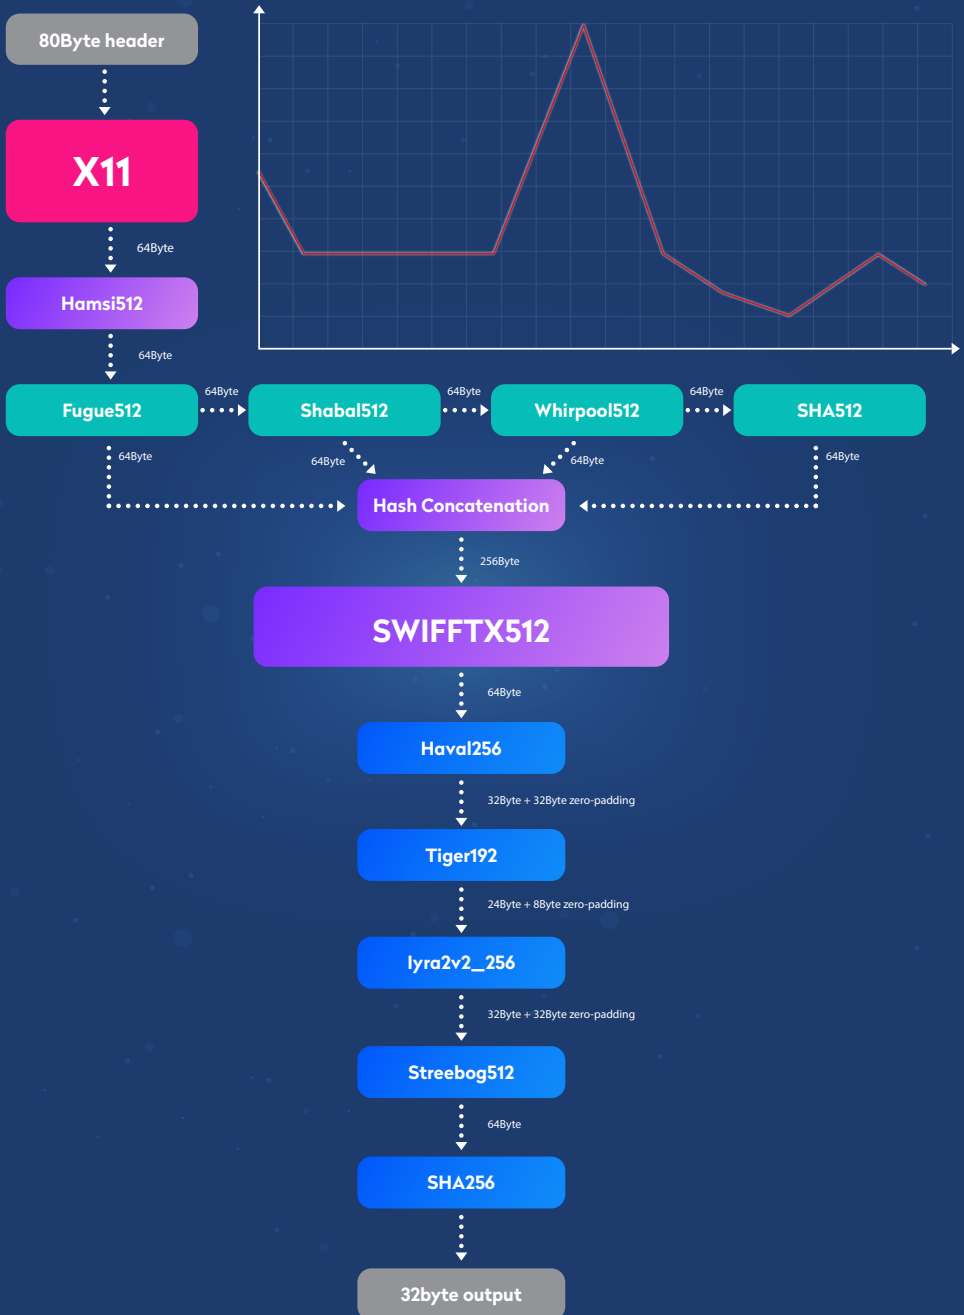 80Byte header
X11
64Byte
Hamsi512
64Byte
Fugue512
64Byte
Shabal512
64Byte
Whirpool512
64Byte
SHA512
64Byte
64Byte
64Byte
64Byte
Hash Concatenation
256Byte
SWIFFTX512
64Byte
Haval256
32Byte + 32Byte zero-padding
Tiger192
24Byte + 8Byte zero-padding
lyra2v2_256
32Byte + 32Byte zero-padding
Streebog512
64Byte
SHA256
32byte output